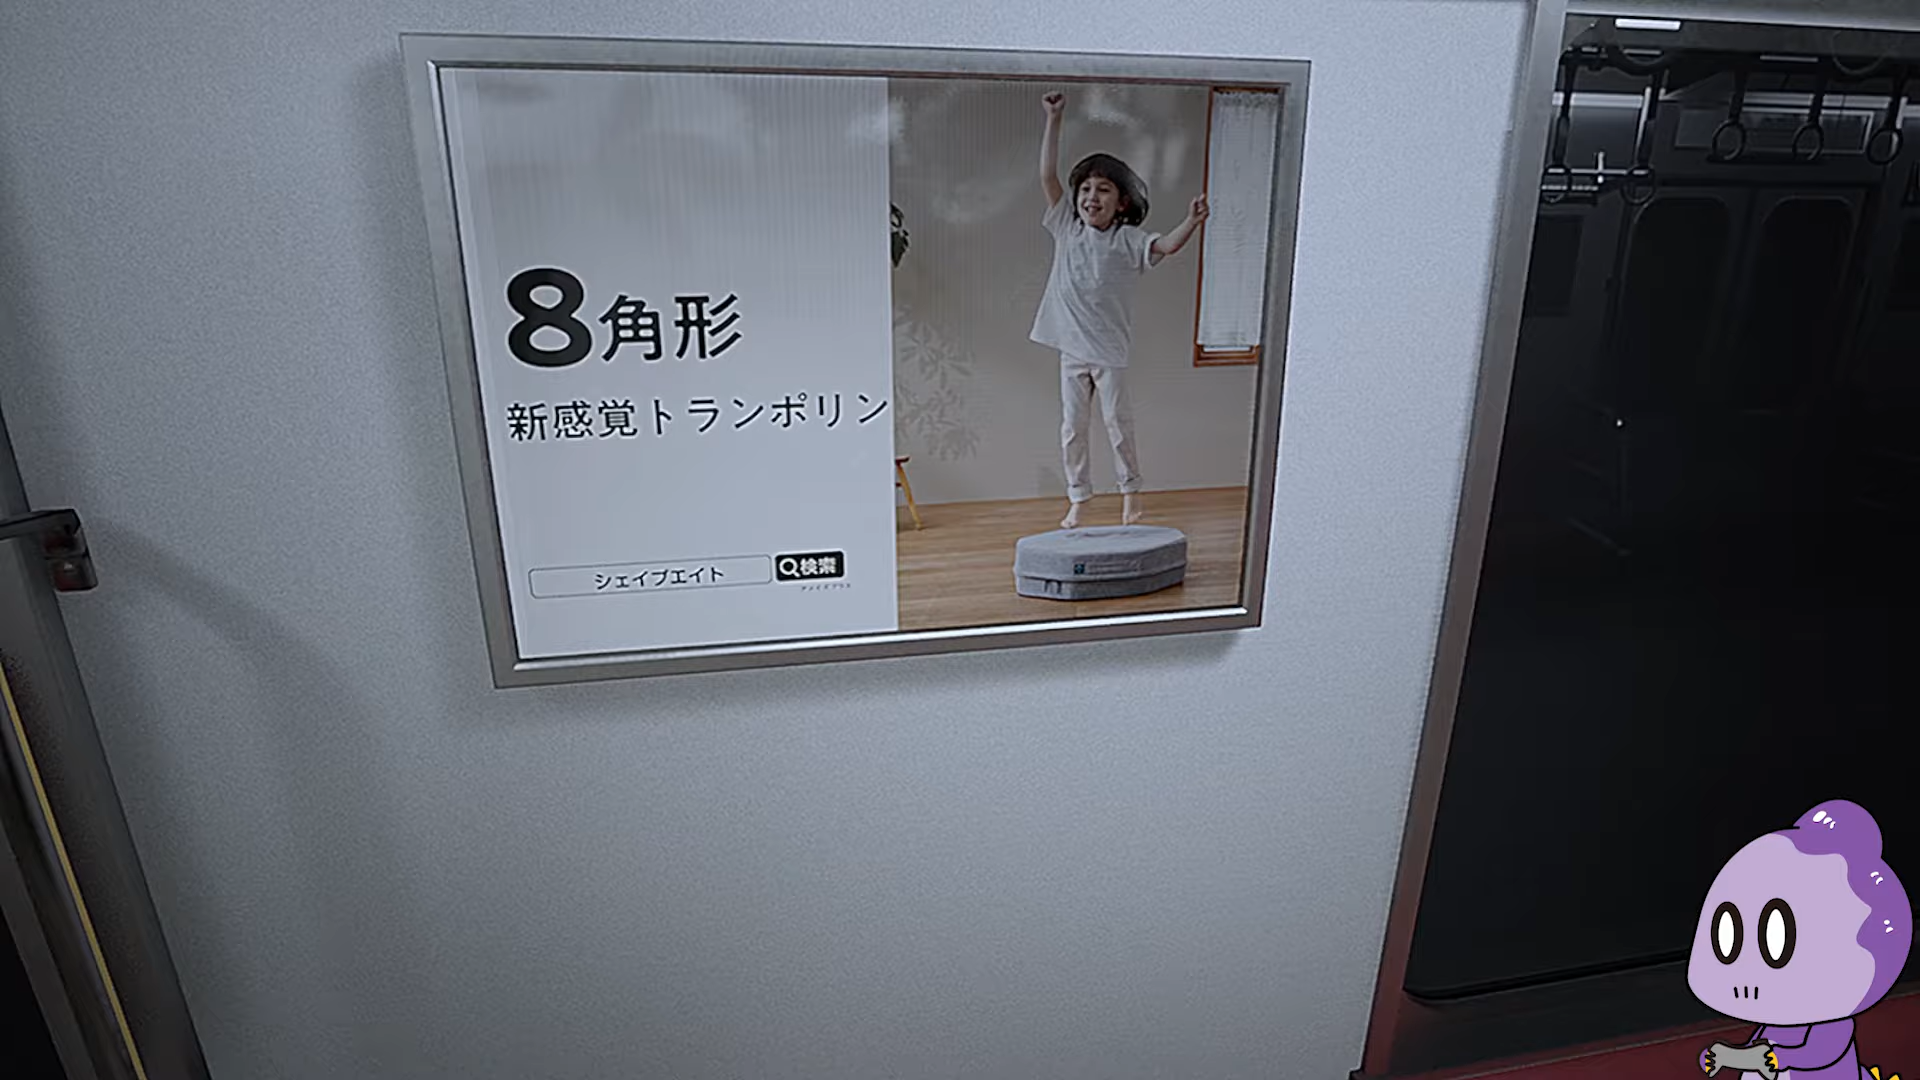 8角形
新感覚トランポリン
シェイプエイト 検索